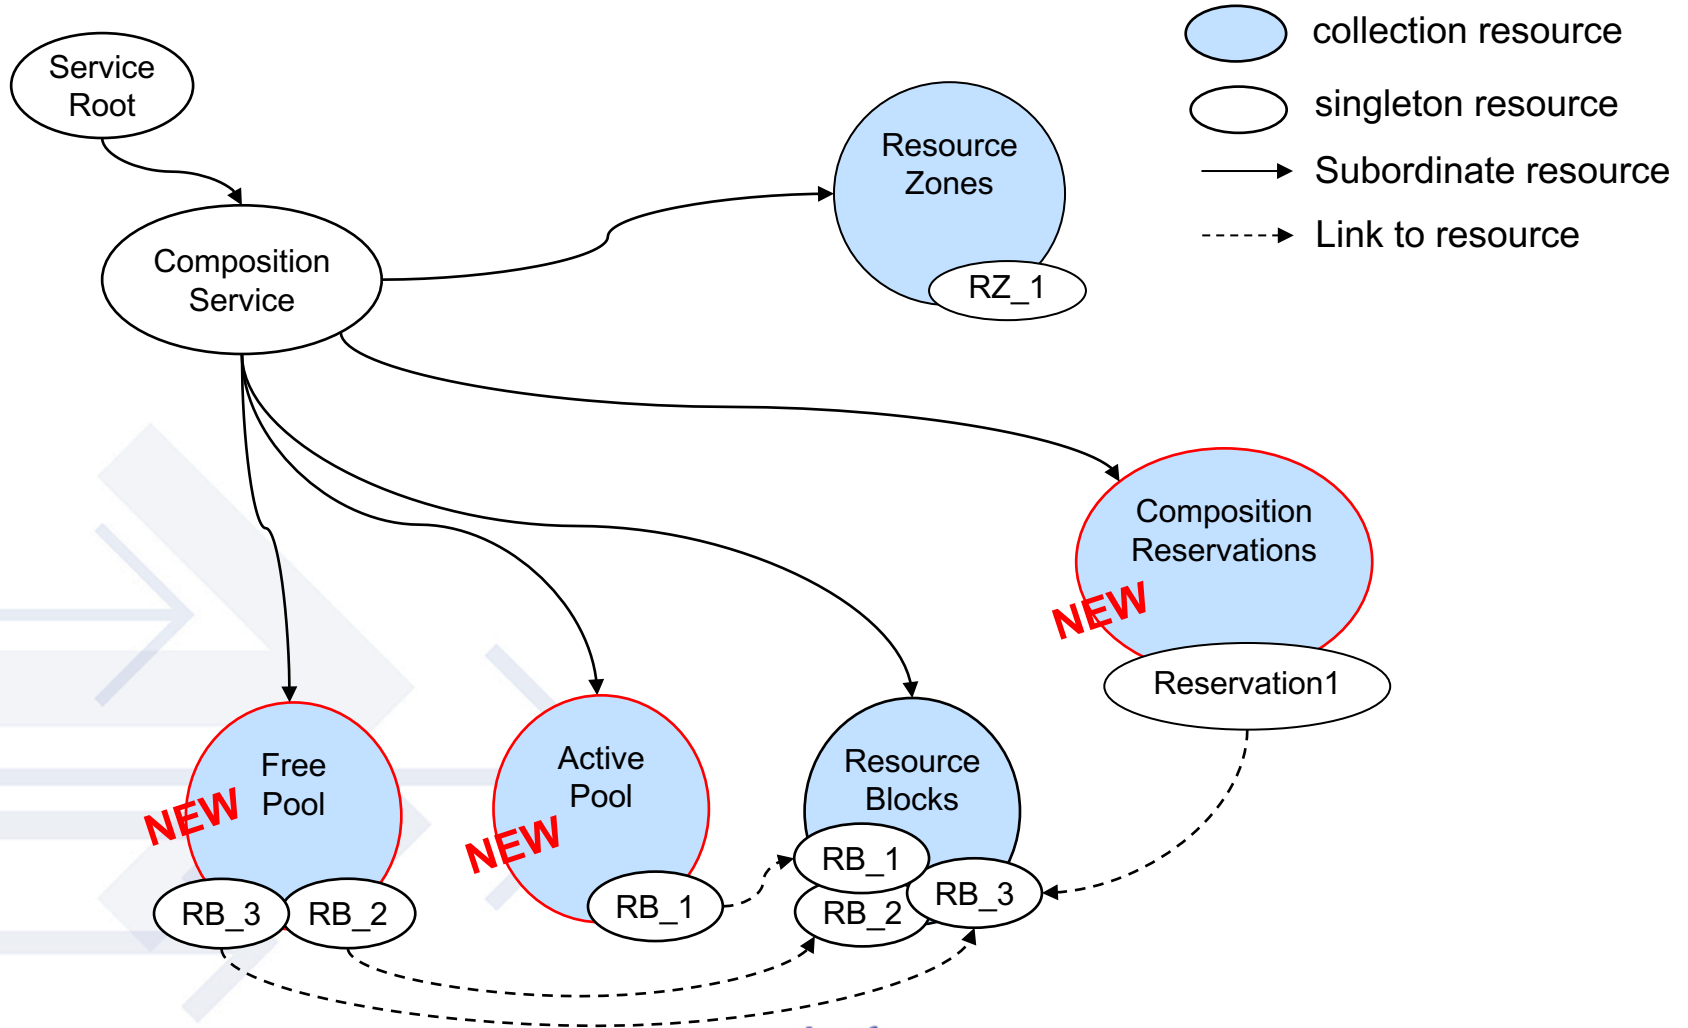 Service
Root
collection resource
singleton resource
Subordinate resource
Link to resource
Resource
Zones
RZ_1
Composition
Service
Composition
Reservations
NEW
Reservation1
Free
Pool
NEW
RB_3
RB_2
Active
Pool
NEW
RB_1
Resource
Blocks
RB_1
RB_2
RB_3